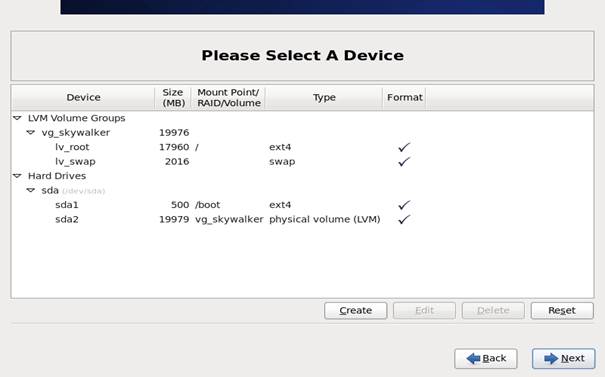 Please Select A Device
Device Size (MB) Mount Point/ RAID/Volume Type Format
LVM Volume Groups
vg_skywalker 19976
lv_root 17960 / ext4
lv_swap 2016 swap
Hard Drives
sda (/dev/sda)
sda1 500 /boot ext4
sda2 19979 vg_skywalker physical volume (LVM)
Create Edit Delete Reset
Back Next